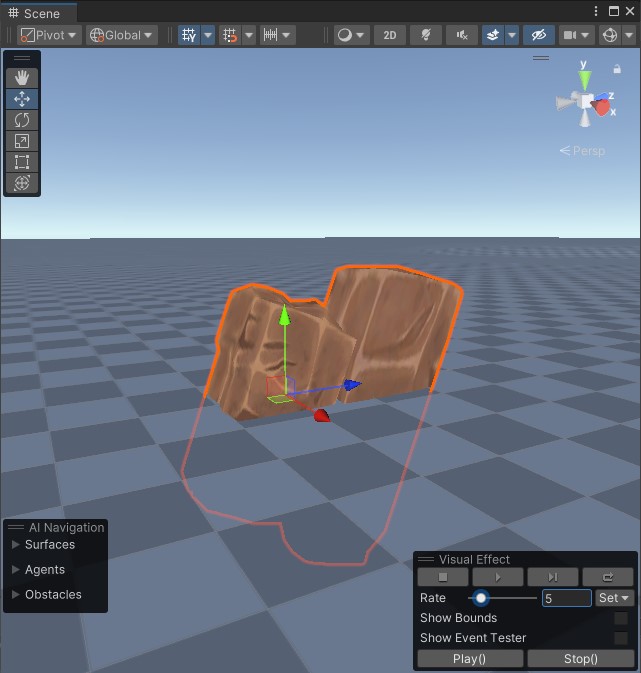 Scene
Pivot
Global
2D
y
z
x
Persp
AI Navigation
Surfaces
Agents
Obstacles
Visual Effect
Rate
5
Set
Show Bounds
Show Event Tester
Play()
Stop()